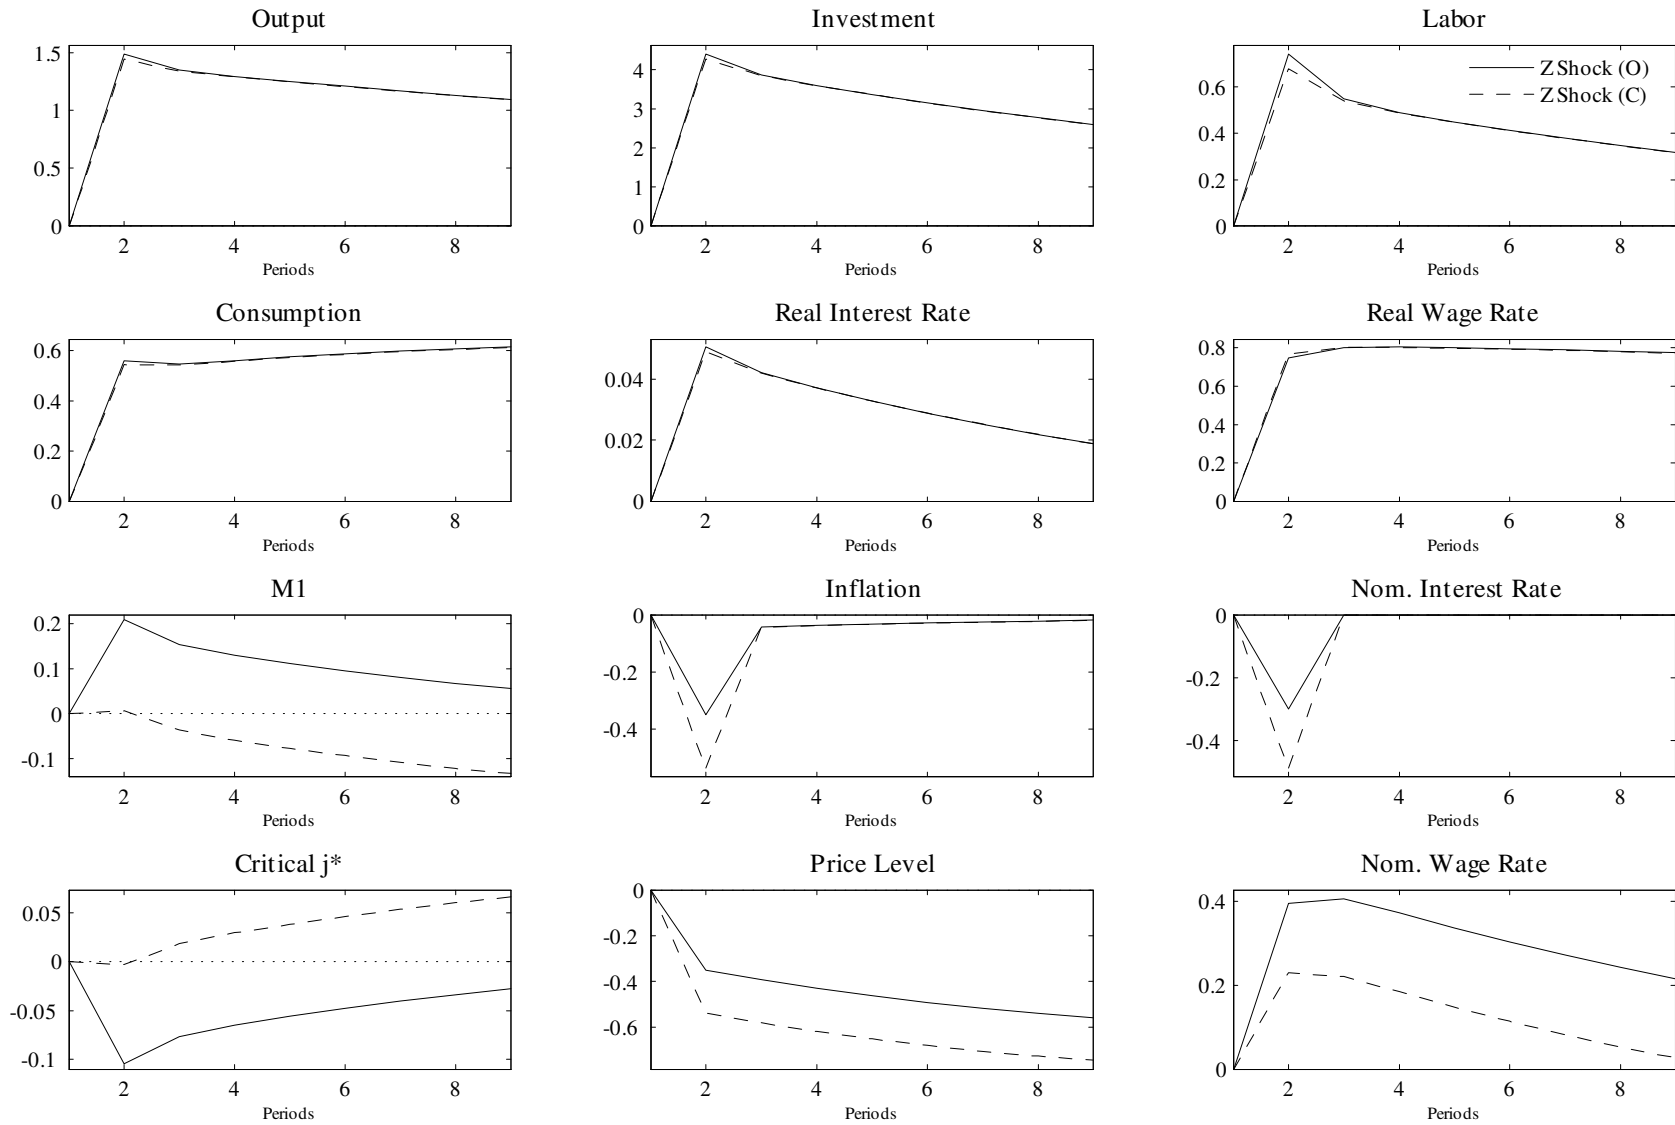 Output Investment Labor
1.5
1
0.5
0
2 4 6 8
Periods
4
3
2
1
0
2 4 6 8
Periods
Z Shock (O)
Z Shock (C)
0.6
0.4
0.2
0
2 4 6 8
Periods
Consumption Real Interest Rate Real Wage Rate
0.6
0.4
0.2
0
2 4 6 8
Periods
0.04
0.02
0
2 4 6 8
Periods
0.8
0.6
0.4
0.2
0
2 4 6 8
Periods
M1 Inflation Nom. Interest Rate
0.2
0.1
0
-0.1
2 4 6 8
Periods
0
-0.2
-0.4
2 4 6 8
Periods
0
-0.2
-0.4
2 4 6 8
Periods
Critical j* Price Level Nom. Wage Rate
0.05
0
-0.05
-0.1
2 4 6 8
Periods
0
-0.2
-0.4
-0.6
2 4 6 8
Periods
0.4
0.2
0
2 4 6 8
Periods